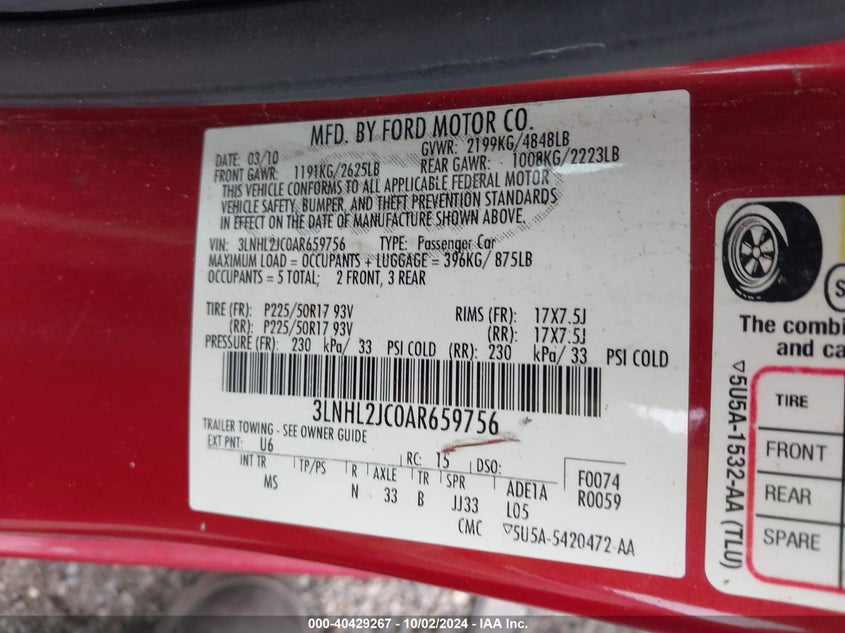 MFD. BY FORD MOTOR CO.
DATE: 03/10 GVWR: 2199KG/4848LB
FRONT GAWR: 1191KG/2625LB REAR GAWR: 1008KG/2223LB
THIS VEHICLE CONFORMS TO ALL APPLICABLE FEDERAL MOTOR
VEHICLE SAFETY, BUMPER, AND THEFT PREVENTION STANDARDS
IN EFFECT ON THE DATE OF MANUFACTURE SHOWN ABOVE.
VIN: 3LNHL2JC0AR659756 TYPE: Passenger Car
MAXIMUM LOAD = OCCUPANTS + LUGGAGE = 396KG/ 875LB
OCCUPANTS = 5 TOTAL; 2 FRONT, 3 REAR
TIRE (FR): P225/50R17 93V RIMS (FR): 17X7.5J
(RR): P225/50R17 93V (RR): 17X7.5J
PRESSURE (FR): 230 kPa/ 33 PSI COLD (RR): 230 kPa/ 33 PSI COLD
3LNHL2JC0AR659756
TRAILER TOWING - SEE OWNER GUIDE
EXT PNT: U6 RC: 15 DSO:
INT TR TP/PS R AXLE TR SPR ADE1A F0074
MS N 33 B JJ33 L05 R0059
CMC ▽5U5A-5420472-AA
The combi
and ca
TIRE
FRONT
REAR
SPARE
▽5U5A-1532-AA (TLU)
000-40429267 - 10/02/2024 - IAA Inc.